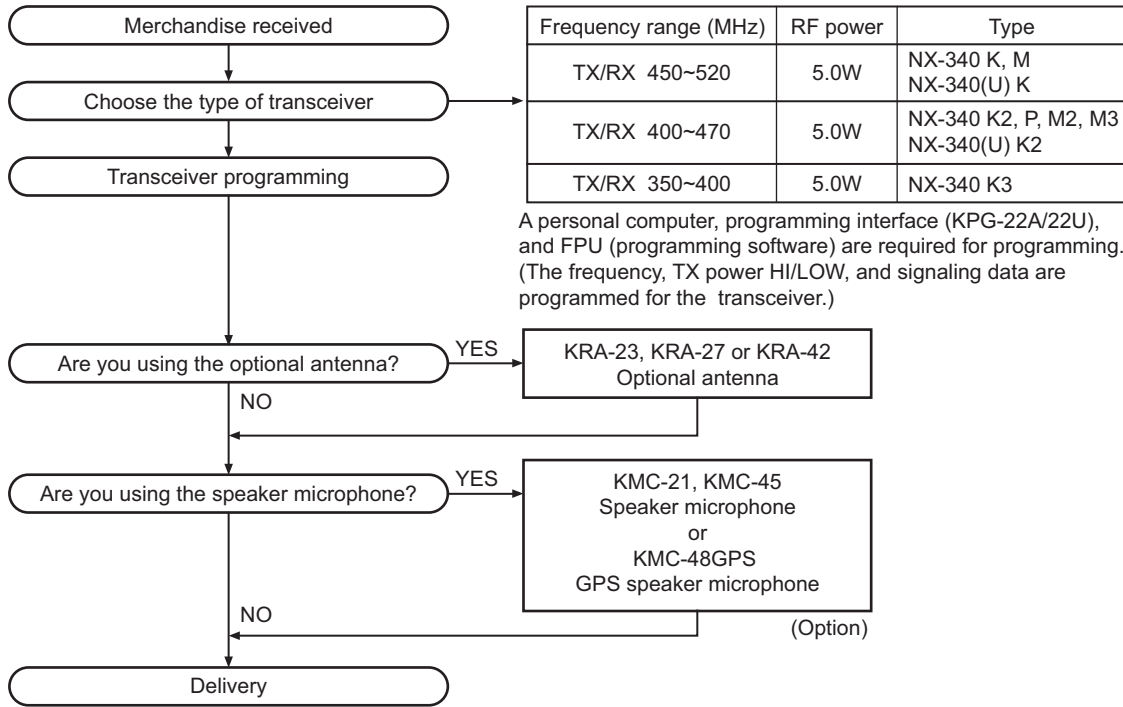 Merchandise received
Choose the type of transceiver
Transceiver programming
Frequency range (MHz) RF power Type
TX/RX 450~520 5.0W NX-340 K, M
NX-340(U) K
TX/RX 400~470 5.0W NX-340 K2, P, M2, M3
NX-340(U) K2
TX/RX 350~400 5.0W NX-340 K3
A personal computer, programming interface (KPG-22A/22U),
and FPU (programming software) are required for programming.
(The frequency, TX power HI/LOW, and signaling data are
programmed for the transceiver.)
Are you using the optional antenna?
YES
KRA-23, KRA-27 or KRA-42
Optional antenna
NO
Are you using the speaker microphone?
YES
KMC-21, KMC-45
Speaker microphone
or
KMC-48GPS
GPS speaker microphone
NO
(Option)
Delivery